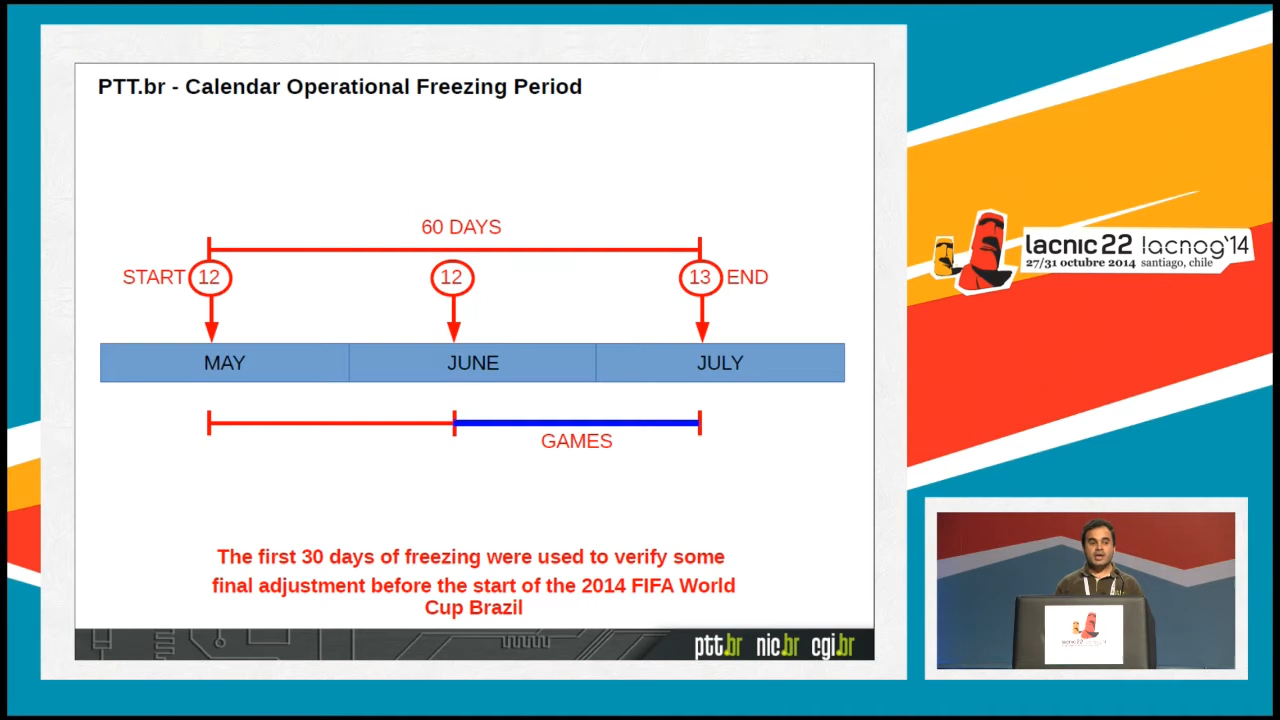 PTT.br - Calendar Operational Freezing Period
60 DAYS
START 12 12 13 END
MAY JUNE JULY
GAMES
The first 30 days of freezing were used to verify some
final adjustment before the start of the 2014 FIFA World
Cup Brazil
ptt.br nic.br cgi.br
lacnic 22 lacnog'14
27/31 octubre 2014 santiago, chile